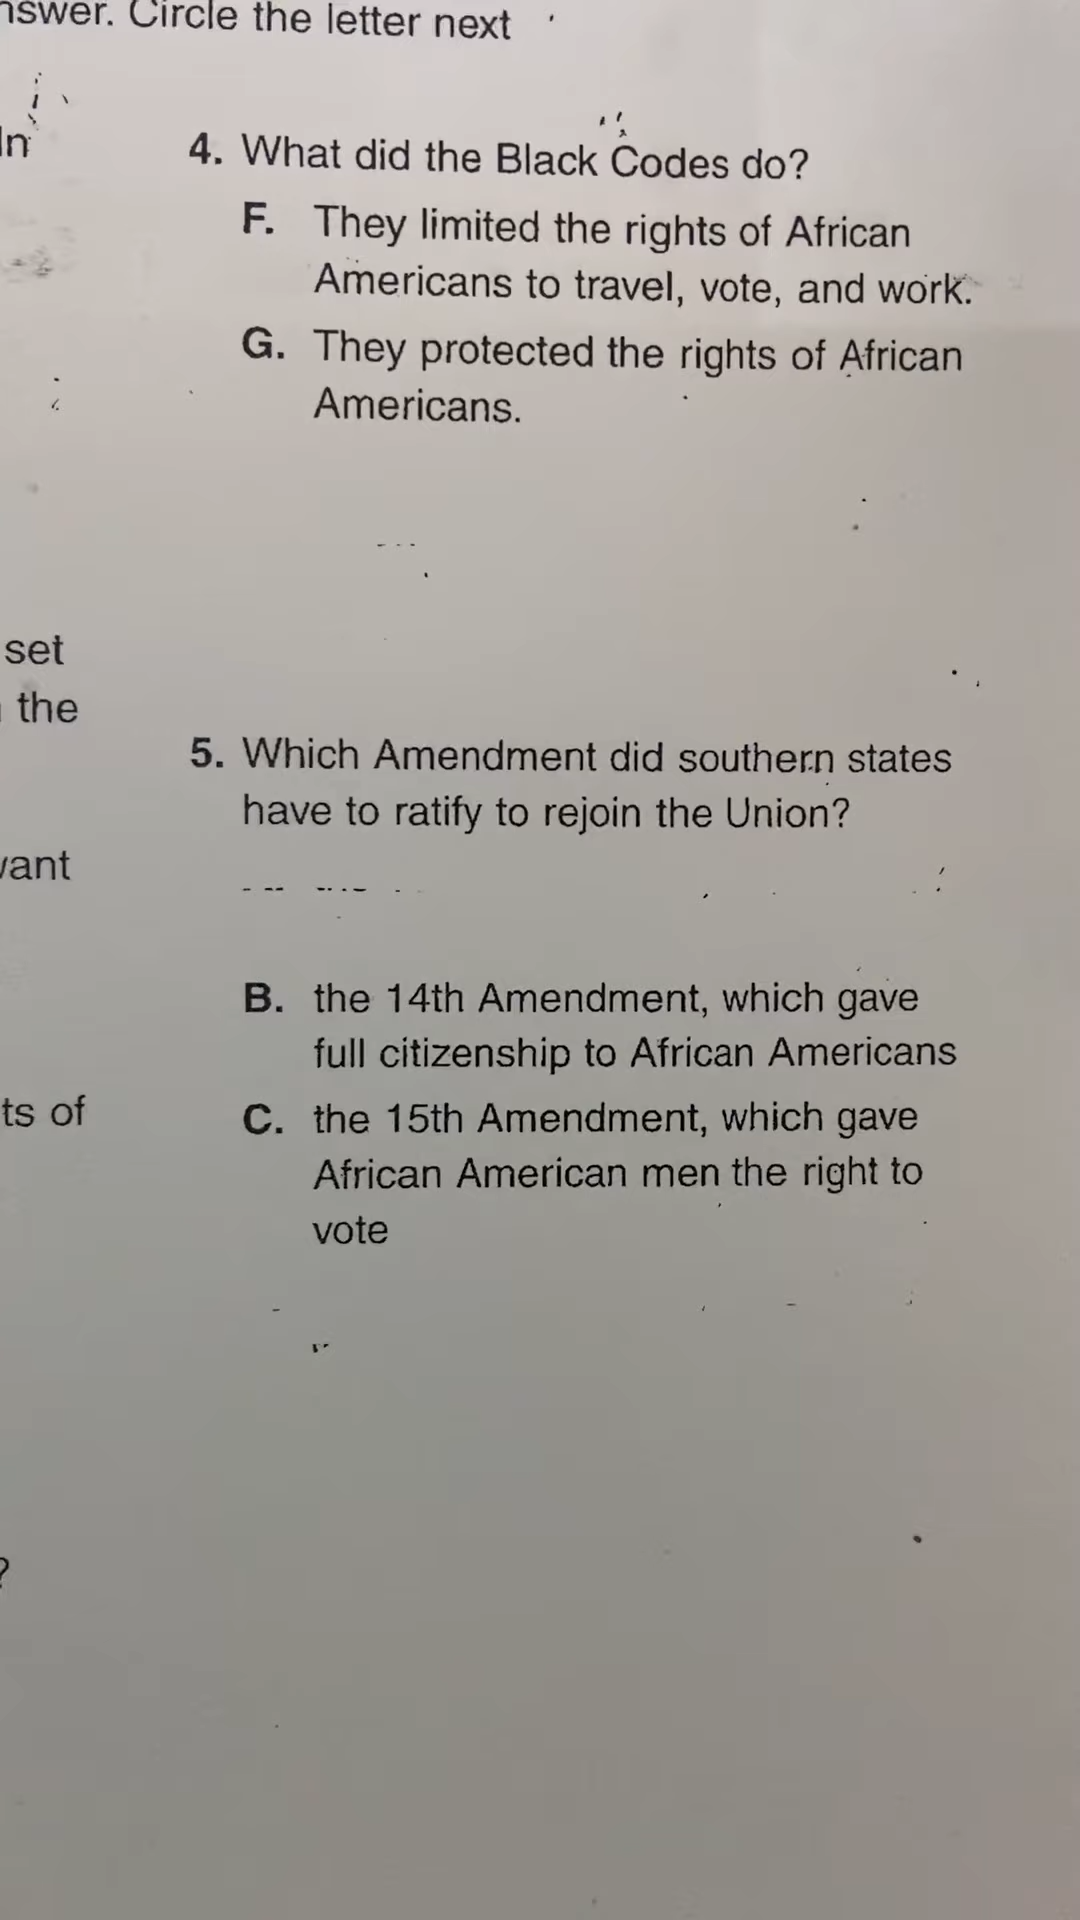 nswer. Circle the letter next
In
4. What did the Black Codes do?
F. They limited the rights of African
Americans to travel, vote, and work.
G. They protected the rights of African
Americans.
set
the
5. Which Amendment did southern states
have to ratify to rejoin the Union?
vant
B. the 14th Amendment, which gave
full citizenship to African Americans
ts of
C. the 15th Amendment, which gave
African American men the right to
vote
?